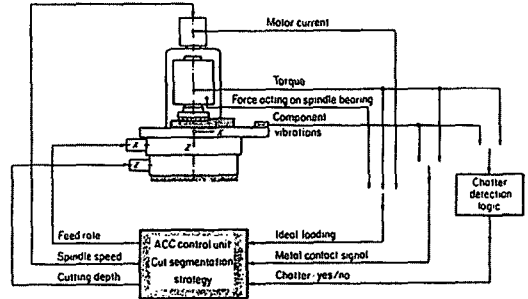 Motor current
Torque
Force acting on spindle bearing
Component
vibrations
X
Z
X
Z
Chatter
detection
logic
Feed rate
Spindle speed
Cutting depth
ACC control unit
Cut segmentation
strategy
Ideal loading
Metal contact signal
Chatter - yes/no